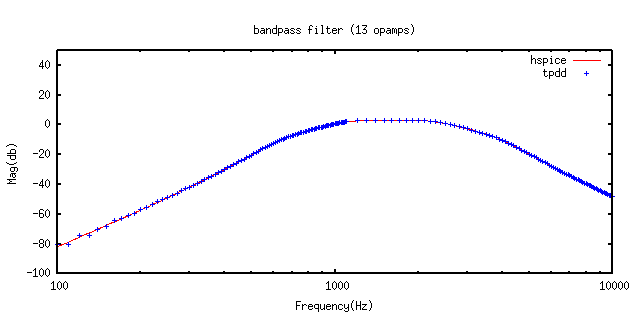 bandpass filter (13 opamps)
hspice
tpdd
40
20
0
-20
-40
-60
-80
-100
Mag(db)
100
1000
10000
Frequency(Hz)